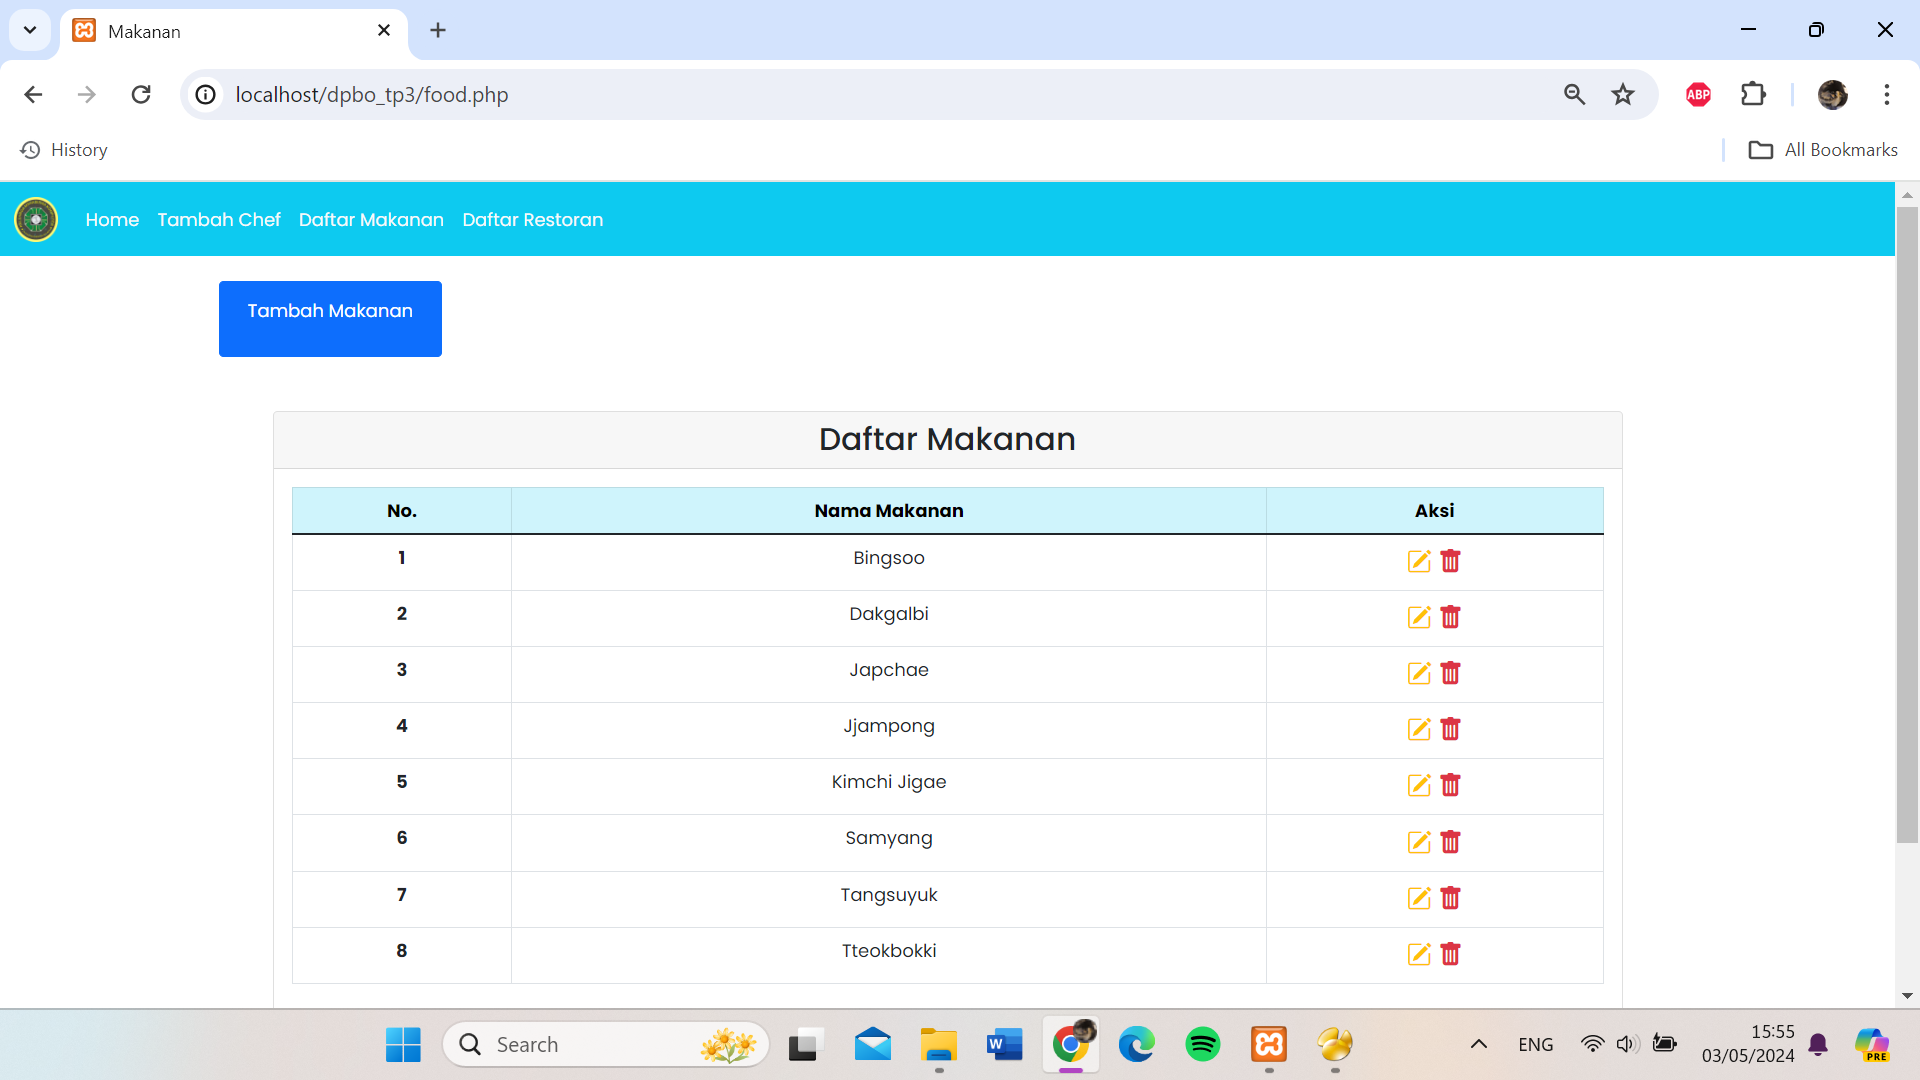 Makanan
localhost/dpbo_tp3/food.php
ABP
History
All Bookmarks
Home Tambah Chef Daftar Makanan Daftar Restoran
Tambah Makanan
Daftar Makanan
No. Nama Makanan Aksi
1 Bingsoo
2 Dakgalbi
3 Japchae
4 Jjampong
5 Kimchi Jigae
6 Samyang
7 Tangsuyuk
8 Tteokbokki
Search
W
ENG
15:55
03/05/2024
PRE